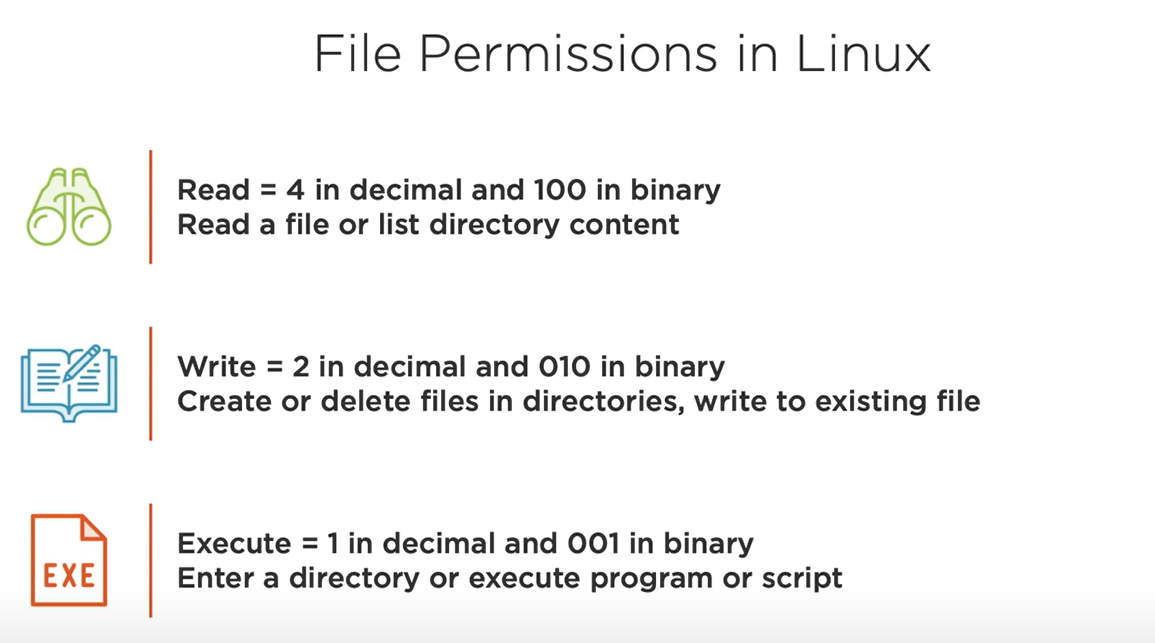 File Permissions in Linux
Read = 4 in decimal and 100 in binary
Read a file or list directory content
Write = 2 in decimal and 010 in binary
Create or delete files in directories, write to existing file
EXE
Execute = 1 in decimal and 001 in binary
Enter a directory or execute program or script